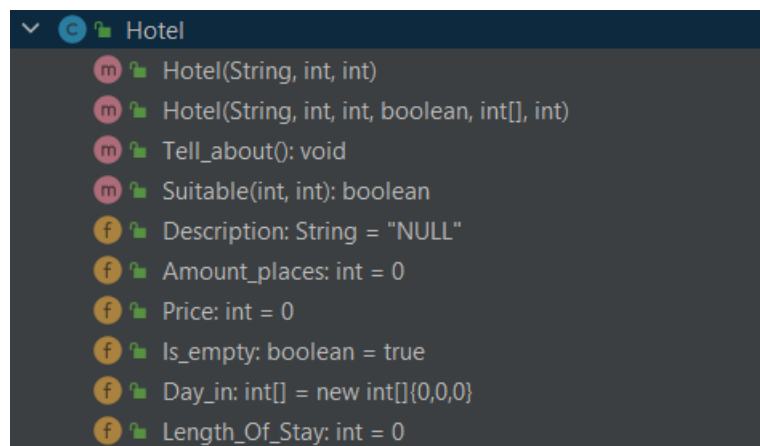 Hotel
Hotel(String, int, int)
Hotel(String, int, int, boolean, int[], int)
Tell_about(): void
Suitable(int, int): boolean
Description: String = "NULL"
Amount_places: int = 0
Price: int = 0
Is_empty: boolean = true
Day_in: int[] = new int[]{0,0,0}
Length_Of_Stay: int = 0